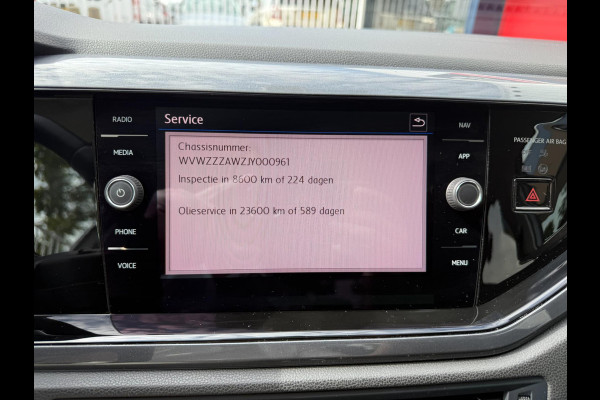 RADIO
MEDIA
PHONE
VOICE
Service
Chassisnummer:
WVWZZZAWZJY000961
Inspectie in 8600 km of 224 dagen
Olieservice in 23600 km of 589 dagen
NAV
APP
CAR
MENU
PASSENGER AIR BAG